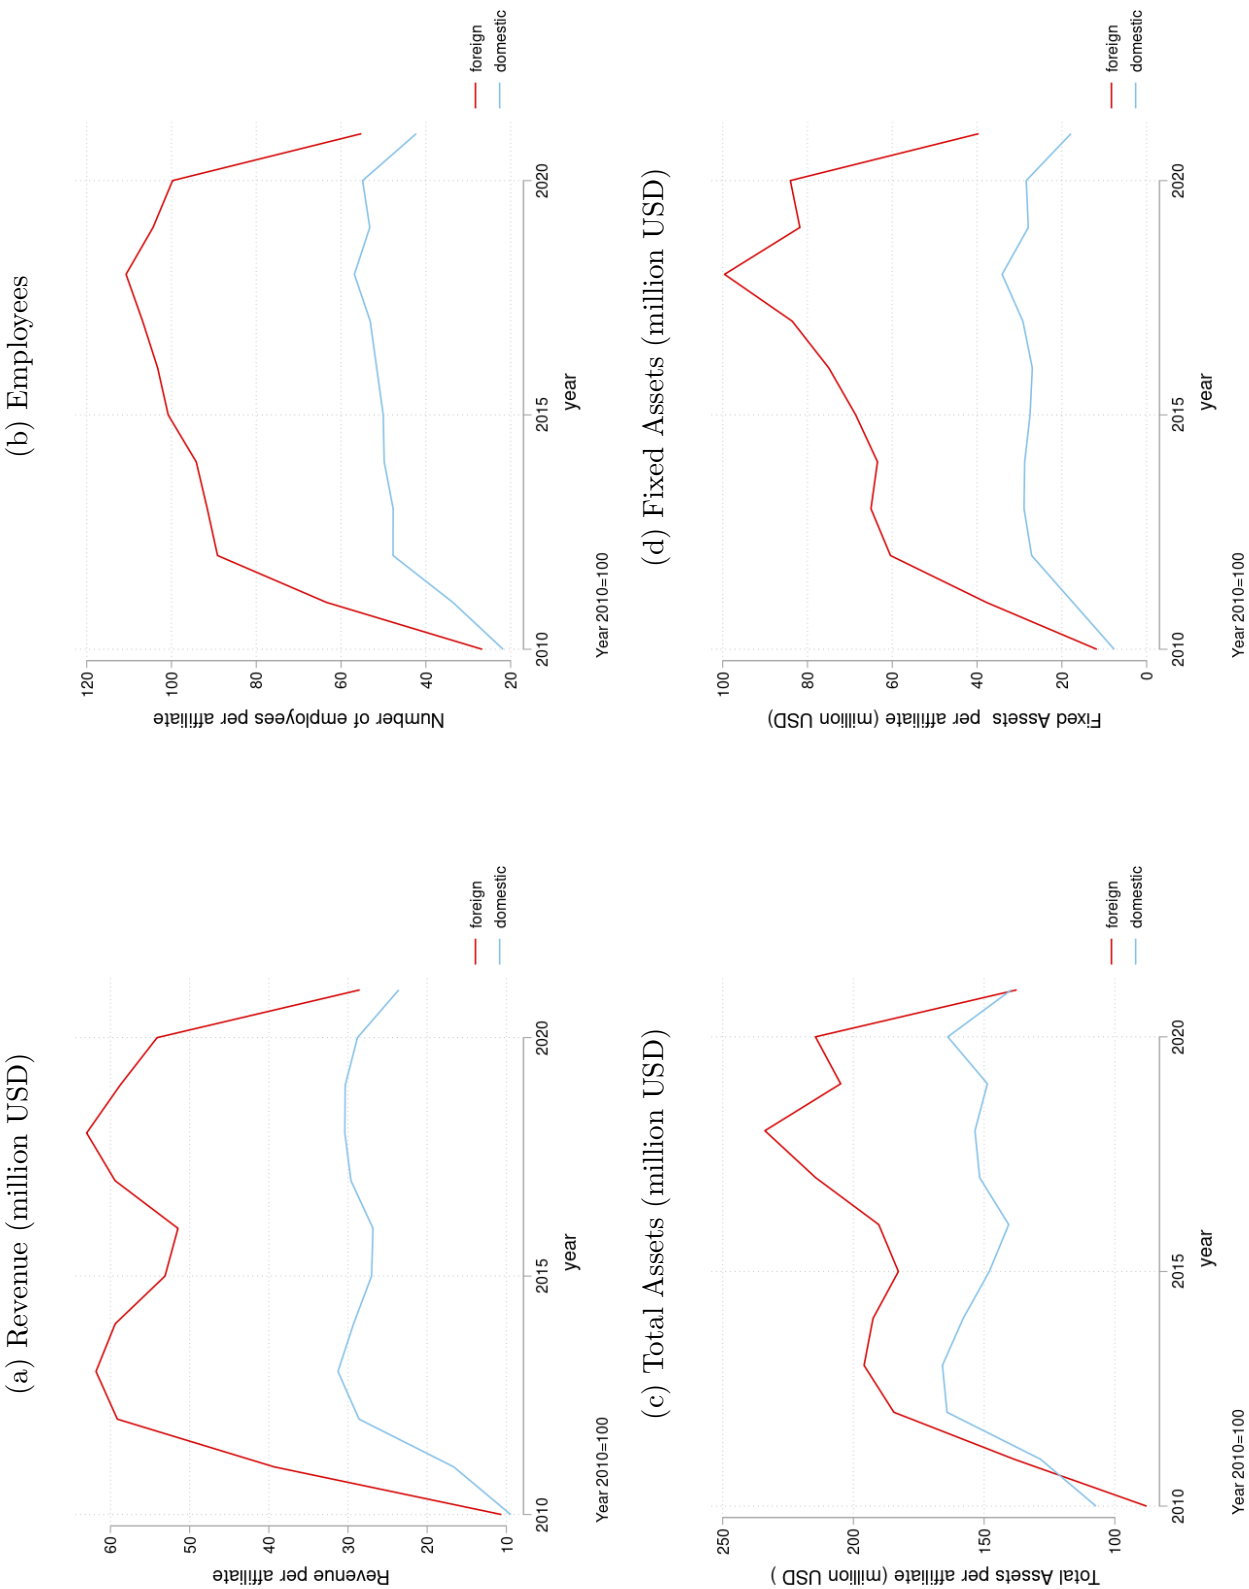 (a) Revenue (million USD)
Revenue per affiliate
60
50
40
30
20
10
2010
2015
2020
year
Year 2010=100
foreign
domestic
(b) Employees
Number of employees per affiliate
120
100
80
60
40
20
2010
2015
2020
year
Year 2010=100
foreign
domestic
(c) Total Assets (million USD)
Total Assets per affiliate (million USD )
250
200
150
100
2010
2015
2020
year
Year 2010=100
foreign
domestic
(d) Fixed Assets (million USD)
Fixed Assets per affiliate (million USD)
100
80
60
40
20
0
2010
2015
2020
year
Year 2010=100
foreign
domestic